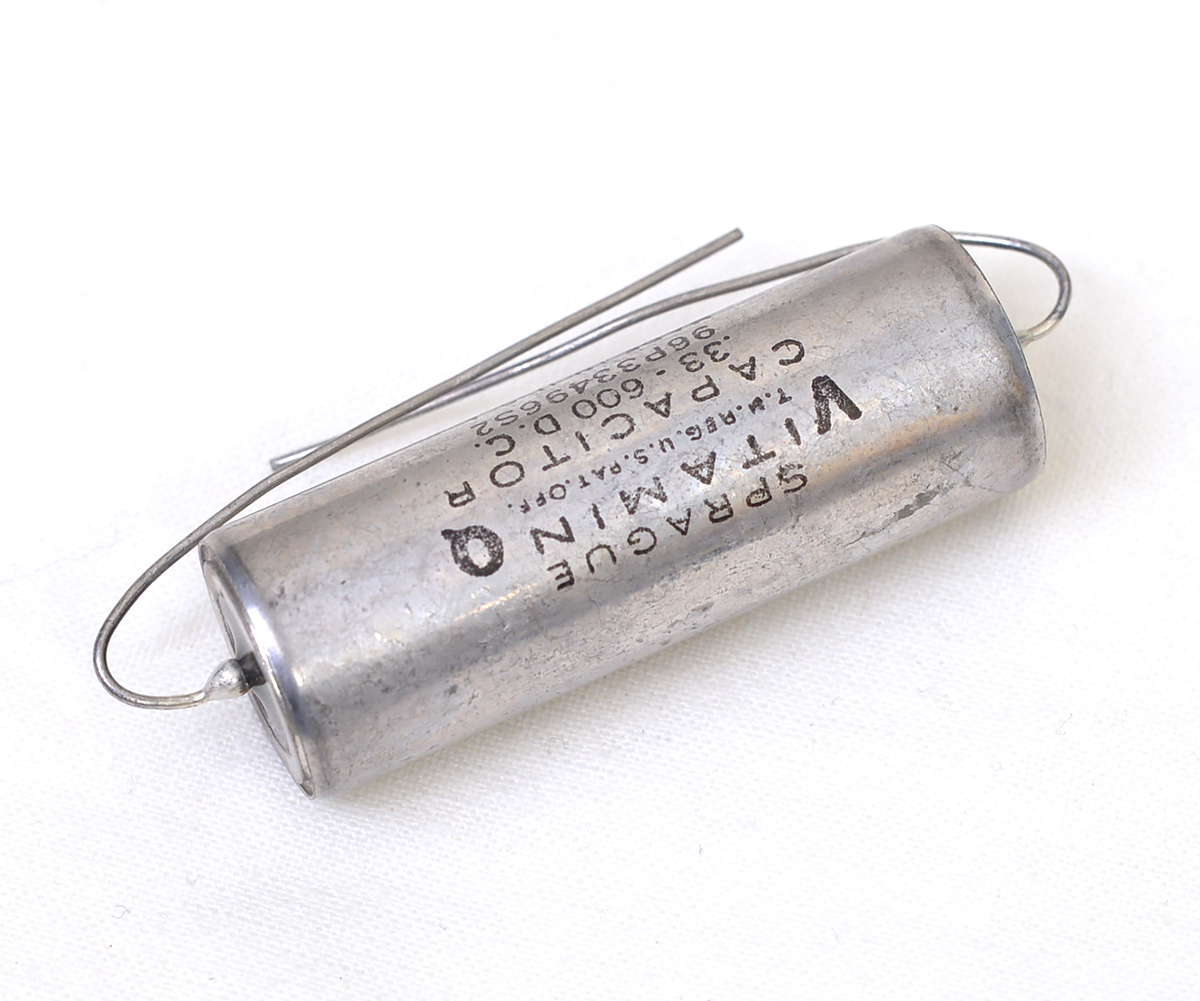 SPRAGUE
VITAMIN Q
T.M.REG.U.S.PAT.OFF.
CAPACITOR
.33-600 D.C.
96P33496S2